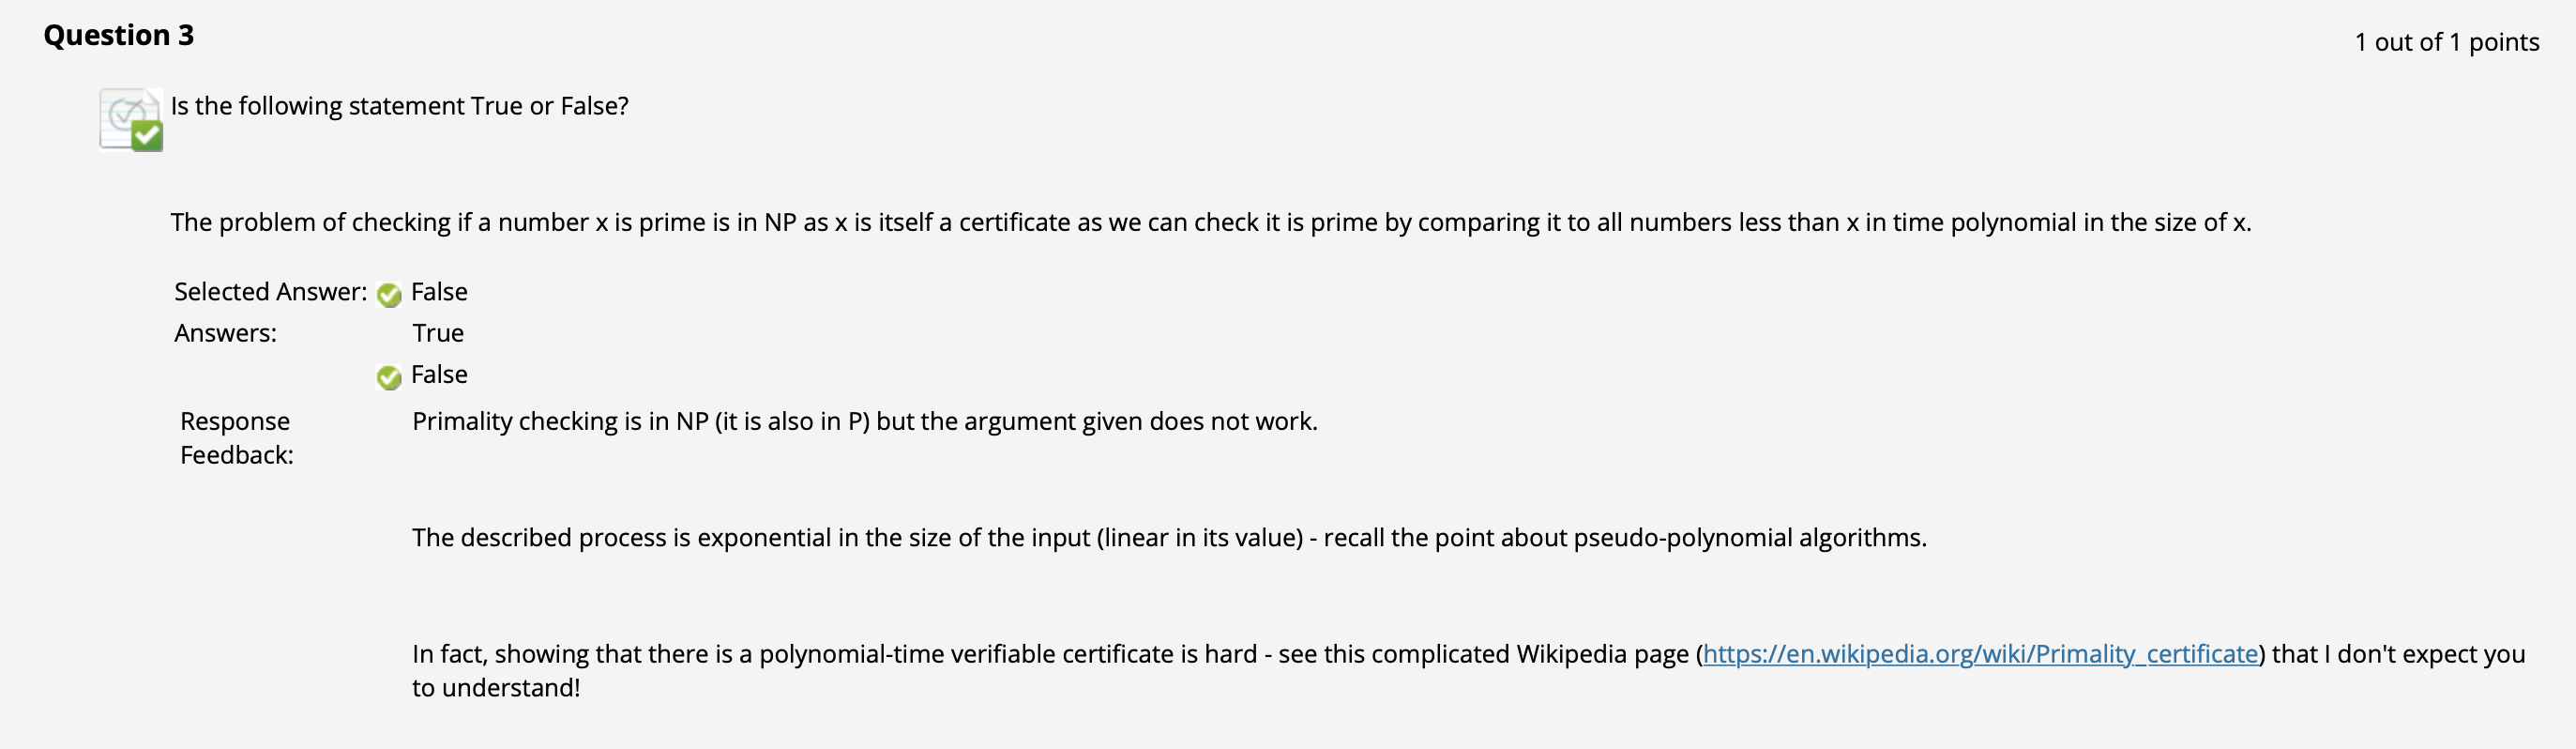 Question 3
1 out of 1 points
Is the following statement True or False?
The problem of checking if a number x is prime is in NP as x is itself a certificate as we can check it is prime by comparing it to all numbers less than x in time polynomial in the size of x.
Selected Answer: False
Answers: True
False
Response Primality checking is in NP (it is also in P) but the argument given does not work.
Feedback:
The described process is exponential in the size of the input (linear in its value) - recall the point about pseudo-polynomial algorithms.
In fact, showing that there is a polynomial-time verifiable certificate is hard - see this complicated Wikipedia page (https://en.wikipedia.org/wiki/Primality_certificate) that I don't expect you
to understand!